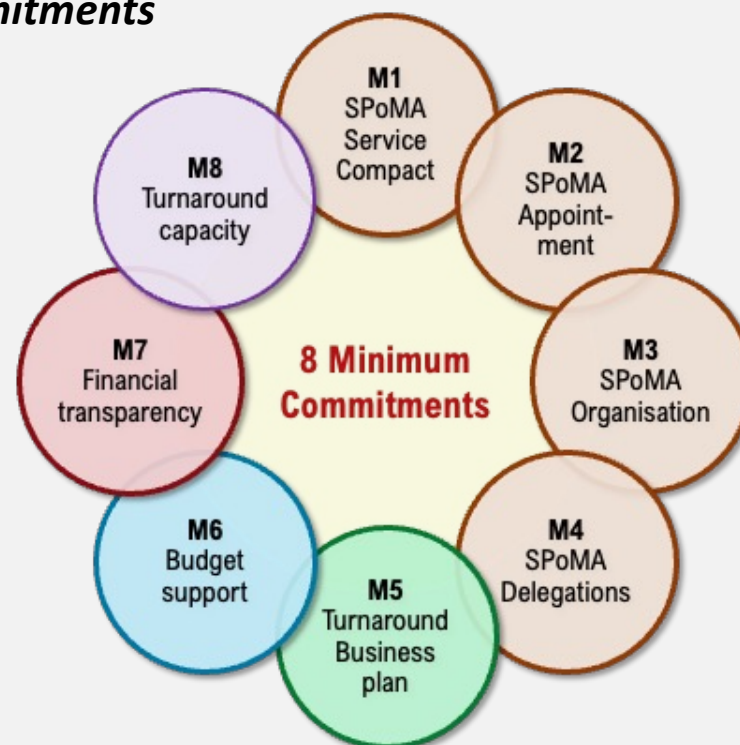 8 Minimum
Commitments
M1
SPoMA
Service
Compact
M2
SPoMA
Appoint-
ment
M3
SPoMA
Organisation
M4
SPoMA
Delegations
M5
Turnaround
Business
plan
M6
Budget
support
M7
Financial
transparency
M8
Turnaround
capacity